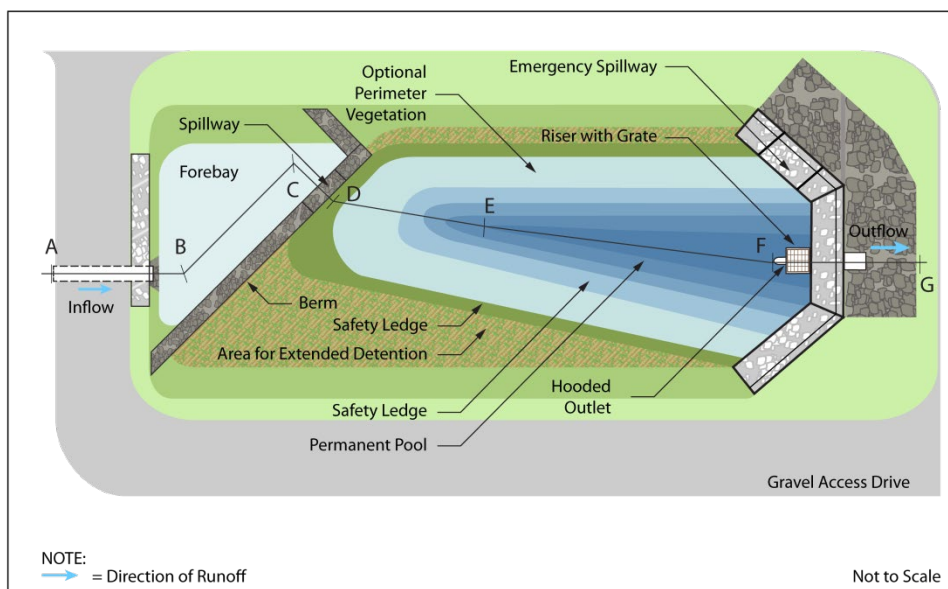 Optional
Perimeter
Vegetation
Emergency Spillway
Spillway
Riser with Grate
Forebay
C
D
E
A
B
F
Outflow
G
Inflow
Berm
Safety Ledge
Area for Extended Detention
Hooded
Outlet
Safety Ledge
Permanent Pool
Gravel Access Drive
NOTE:
= Direction of Runoff
Not to Scale